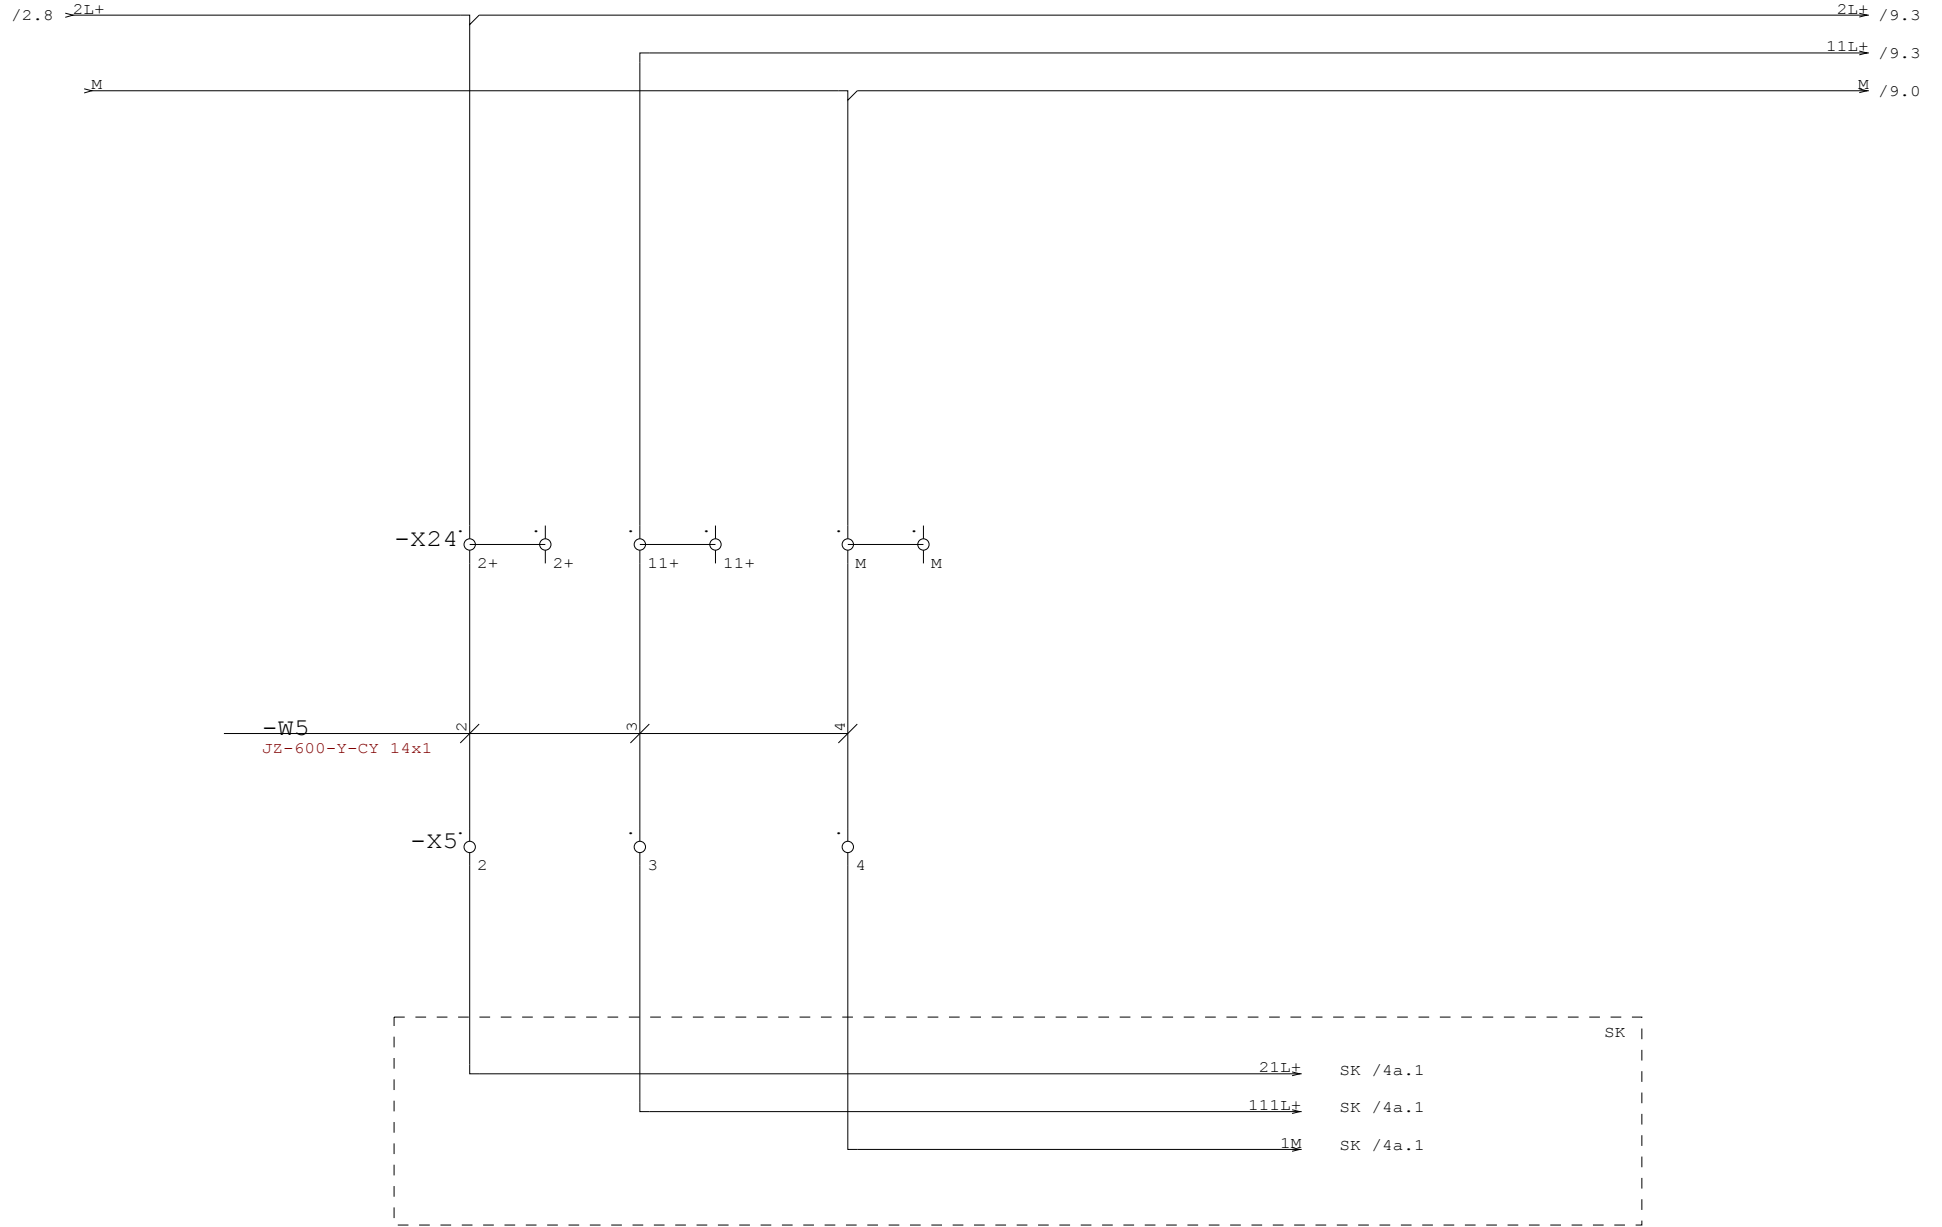 /2.8 2L+ 2L+ /9.3
11L+ /9.3
M M /9.0
-X24 2+ 2+ 11+ 11+ M M
-W5 2 3 4
JZ-600-Y-CY 14x1
-X5 2 3 4
SK
21L+ SK /4a.1
111L+ SK /4a.1
1M SK /4a.1